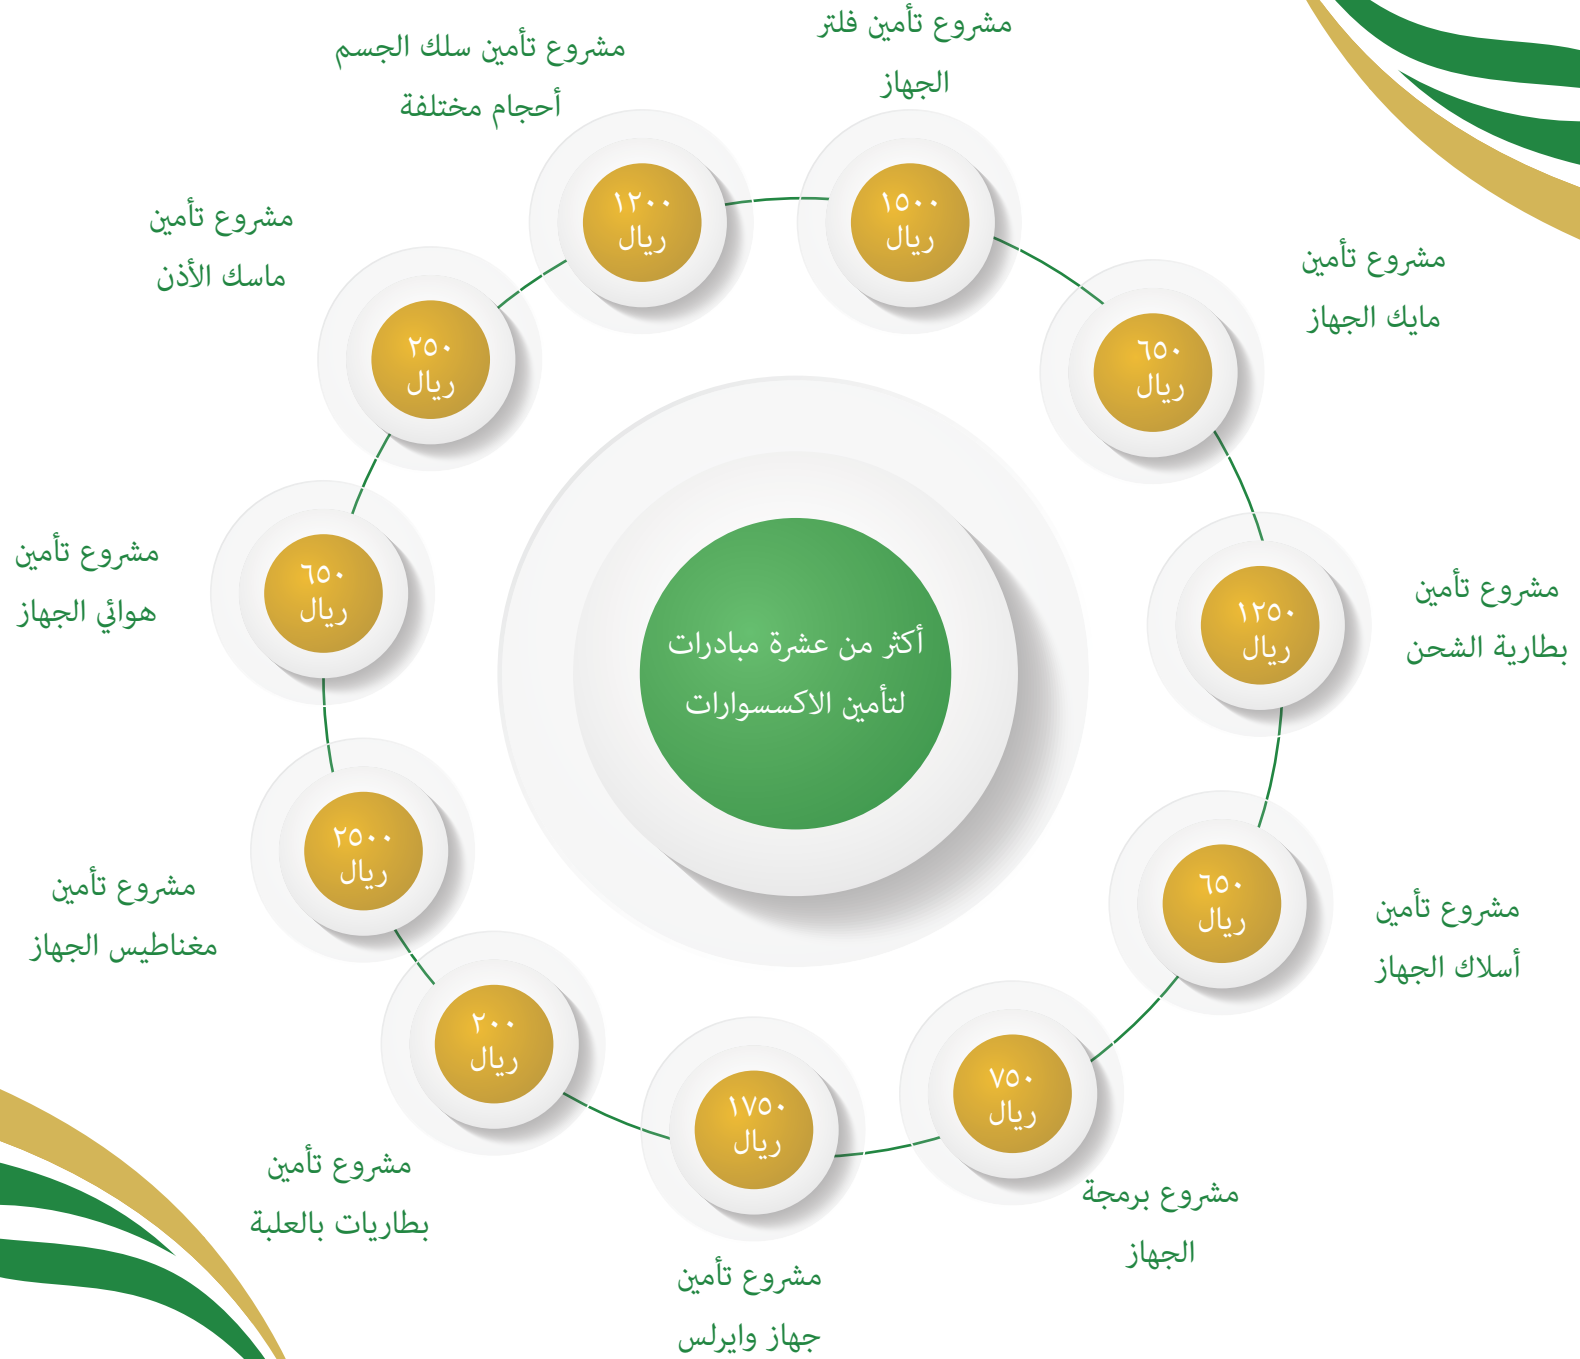 مشروع تأمين فلتر
الجهاز
١٥٠٠
ريال
مشروع تأمين
مايك الجهاز
٦٥٠
ريال
مشروع تأمين
بطارية الشحن
١٢٥٠
ريال
مشروع تأمين
أسلاك الجهاز
٦٥٠
ريال
مشروع برمجة
الجهاز
٧٥٠
ريال
مشروع تأمين
جهاز وايرلس
١٧٥٠
ريال
مشروع تأمين
بطاريات بالعلبة
٢٠٠
ريال
مشروع تأمين
مغناطيس الجهاز
٢٥٠٠
ريال
مشروع تأمين
هوائي الجهاز
٦٥٠
ريال
مشروع تأمين
ماسك الأذن
٢٥٠
ريال
مشروع تأمين سلك الجسم
أحجام مختلفة
١٢٠٠
ريال
أكثر من عشرة مبادرات
لتأمين الاكسسوارات